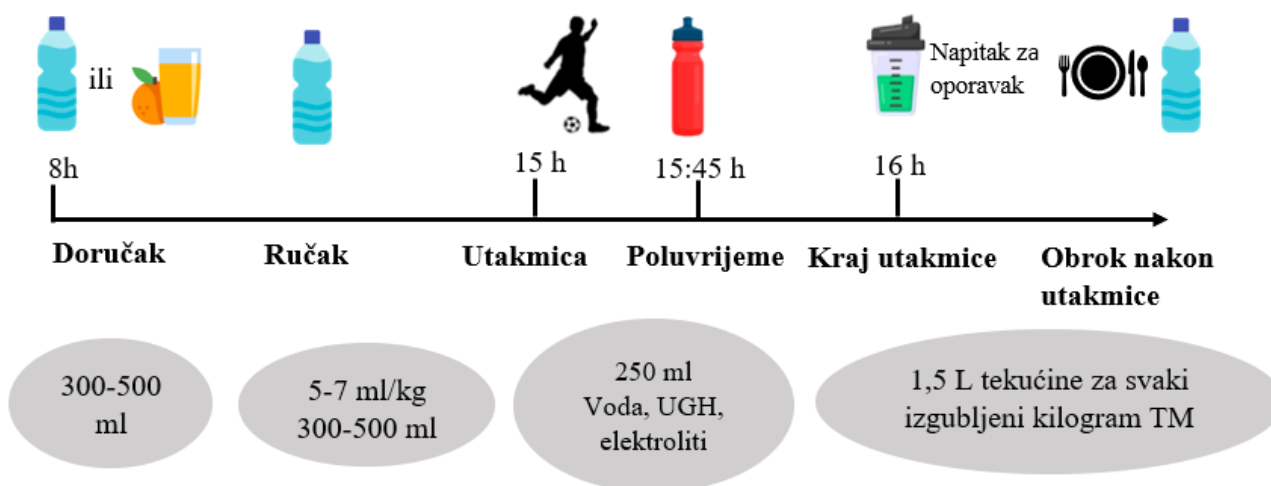 ili
Napitak za
oporavak
8h
15 h
15:45 h
16 h
Doručak
Ručak
Utakmica
Poluvrijeme
Kraj utakmice
Obrok nakon
utakmice
300-500
ml
5-7 ml/kg
300-500 ml
250 ml
Voda, UGH,
elektroliti
1,5 L tekućine za svaki
izgubljeni kilogram TM